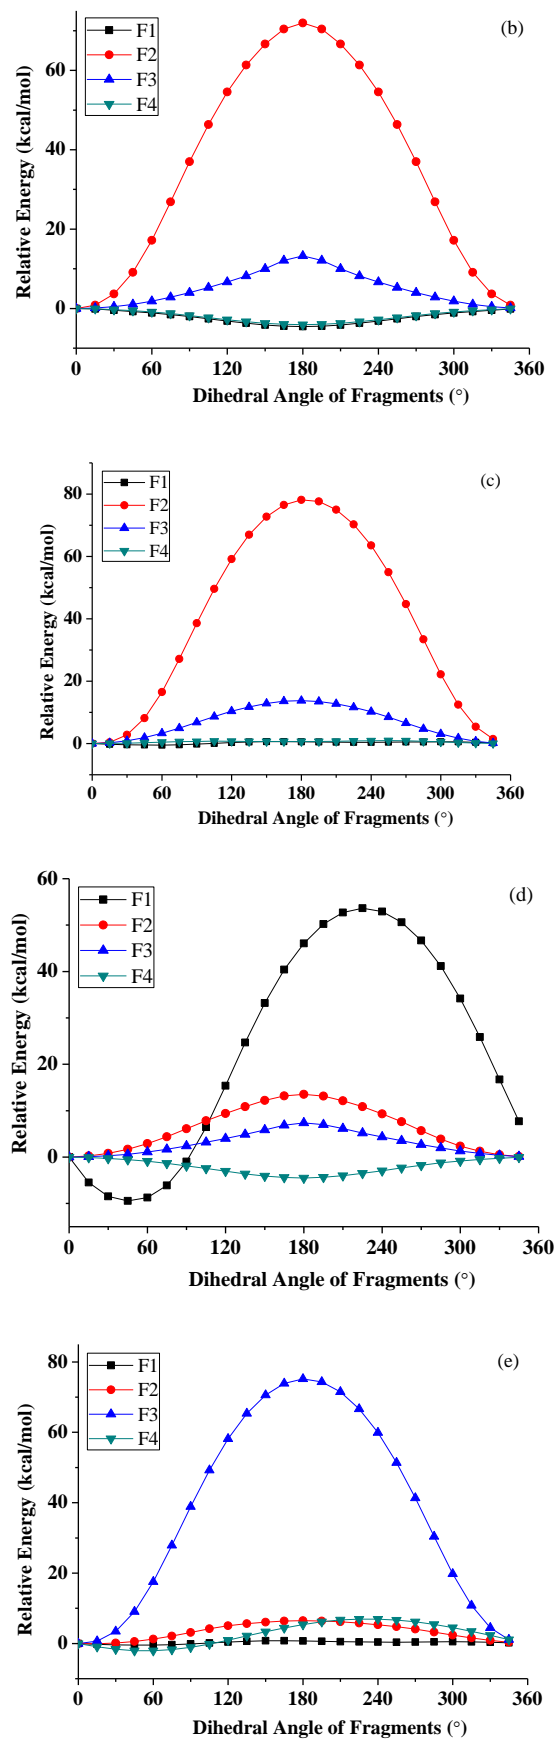 (b)
F1
F2
F3
F4
60
40
20
0
Relative Energy (kcal/mol)
0 60 120 180 240 300 360
Dihedral Angle of Fragments (°)
(c)
F1
F2
F3
F4
80
60
40
20
0
Relative Energy (kcal/mol)
0 60 120 180 240 300 360
Dihedral Angle of Fragments (°)
(d)
F1
F2
F3
F4
60
40
20
0
Relative Energy (kcal/mol)
0 60 120 180 240 300 360
Dihedral Angle of Fragments (°)
(e)
F1
F2
F3
F4
80
60
40
20
0
Relative Energy (kcal/mol)
0 60 120 180 240 300 360
Dihedral Angle of Fragments (°)